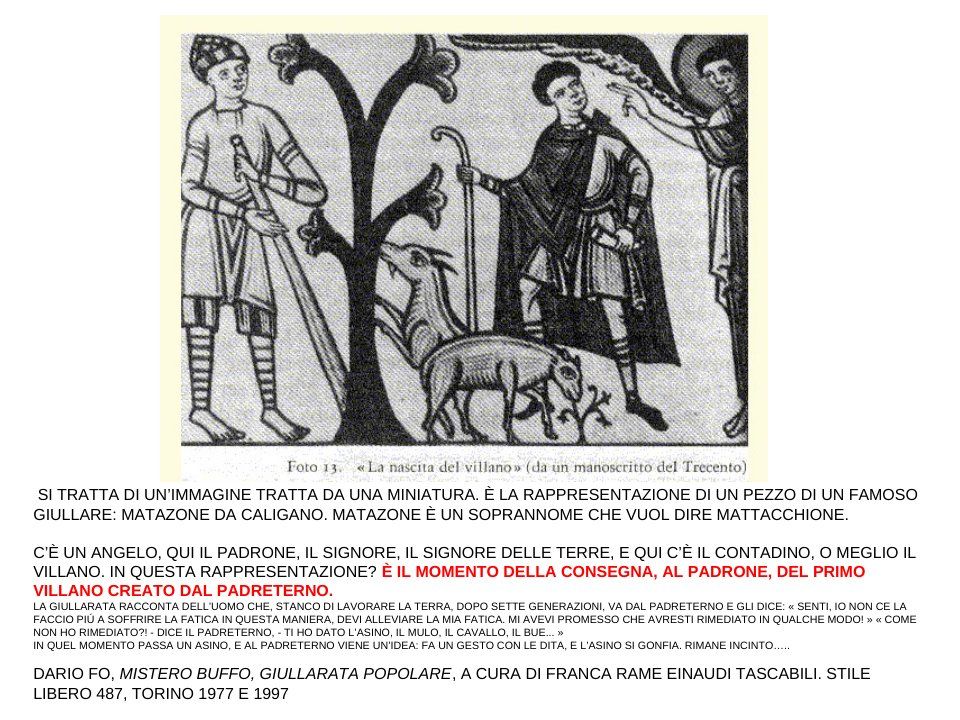 Foto 13. «La nascita del villano» (da un manoscritto del Trecento)
SI TRATTA DI UN'IMMAGINE TRATTA DA UNA MINIATURA. È LA RAPPRESENTAZIONE DI UN PEZZO DI UN FAMOSO
GIULLARE: MATAZONE DA CALIGANO. MATAZONE È UN SOPRANNOME CHE VUOL DIRE MATTACCHIONE.
C'È UN ANGELO, QUI IL PADRONE, IL SIGNORE, IL SIGNORE DELLE TERRE, E QUI C'È IL CONTADINO, O MEGLIO IL
VILLANO. IN QUESTA RAPPRESENTAZIONE? È IL MOMENTO DELLA CONSEGNA, AL PADRONE, DEL PRIMO
VILLANO CREATO DAL PADRETERNO.
LA GIULLARATA RACCONTA DELL'UOMO CHE, STANCO DI LAVORARE LA TERRA, DOPO SETTE GENERAZIONI, VA DAL PADRETERNO E GLI DICE: « SENTI, IO NON CE LA
FACCIO PIÙ A SOFFRIRE LA FATICA IN QUESTA MANIERA, DEVI ALLEVIARE LA MIA FATICA. MI AVEVI PROMESSO CHE AVRESTI RIMEDIATO IN QUALCHE MODO! » « COME
NON HO RIMEDIATO?! - DICE IL PADRETERNO, - TI HO DATO L'ASINO, IL MULO, IL CAVALLO, IL BUE... »
IN QUEL MOMENTO PASSA UN ASINO, E AL PADRETERNO VIENE UN'IDEA: FA UN GESTO CON LE DITA, E L'ASINO SI GONFIA. RIMANE INCINTO.....
DARIO FO, MISTERO BUFFO, GIULLARATA POPOLARE, A CURA DI FRANCA RAME EINAUDI TASCABILI. STILE
LIBERO 487, TORINO 1977 E 1997